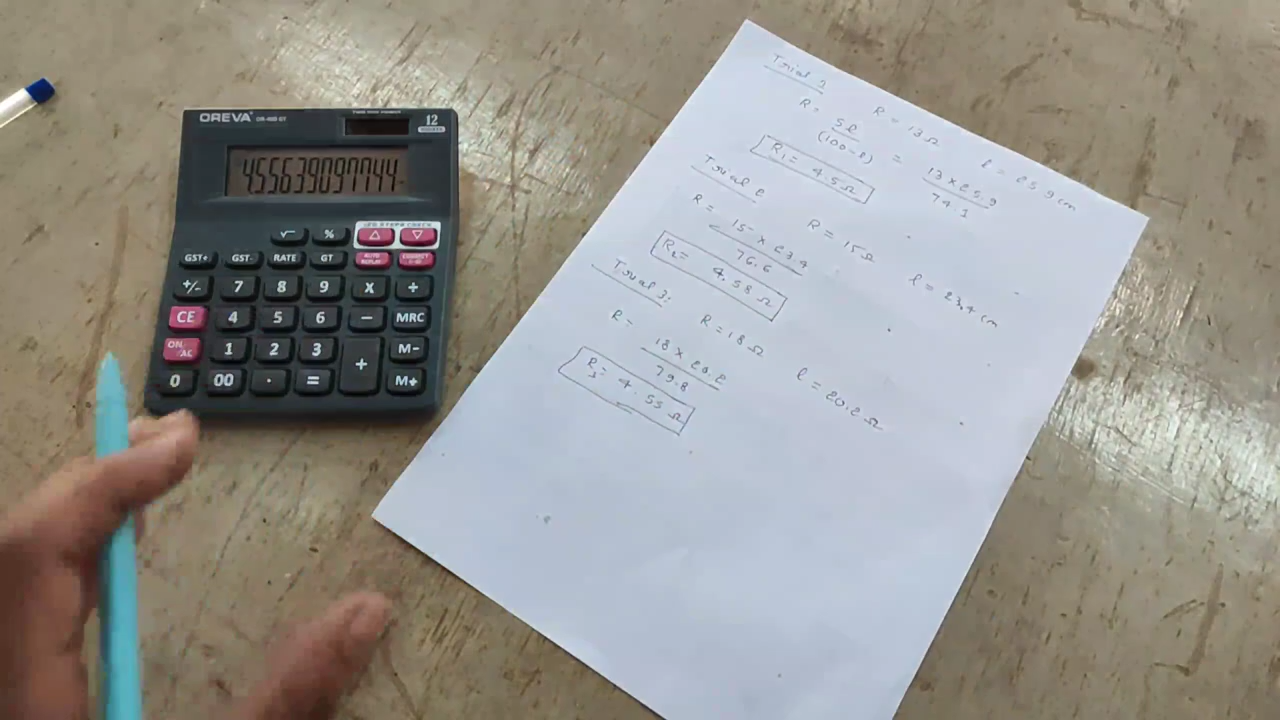 OREVA
12
4.55639097744
√ %
GST+ GST- RATE GT AUTO REPLAY CORRECT
+/- 7 8 9 X ÷
CE 4 5 6 − MRC
ON/AC 1 2 3 + M−
0 00 · = M+
Trial 1
R = 13 Ω l = 25.9 cm
R = Sl / (100-l) = 13 × 25.9 / 74.1
R1 = 4.5 Ω
Trial 2
R = 15 Ω l = 23.4 cm
R = 15 × 23.4 / 76.6
R2 = 4.58 Ω
Trial 3:
R = 18 Ω l = 20.2 Ω
R = 18 × 20.2 / 79.8
R3 = 4.55 Ω